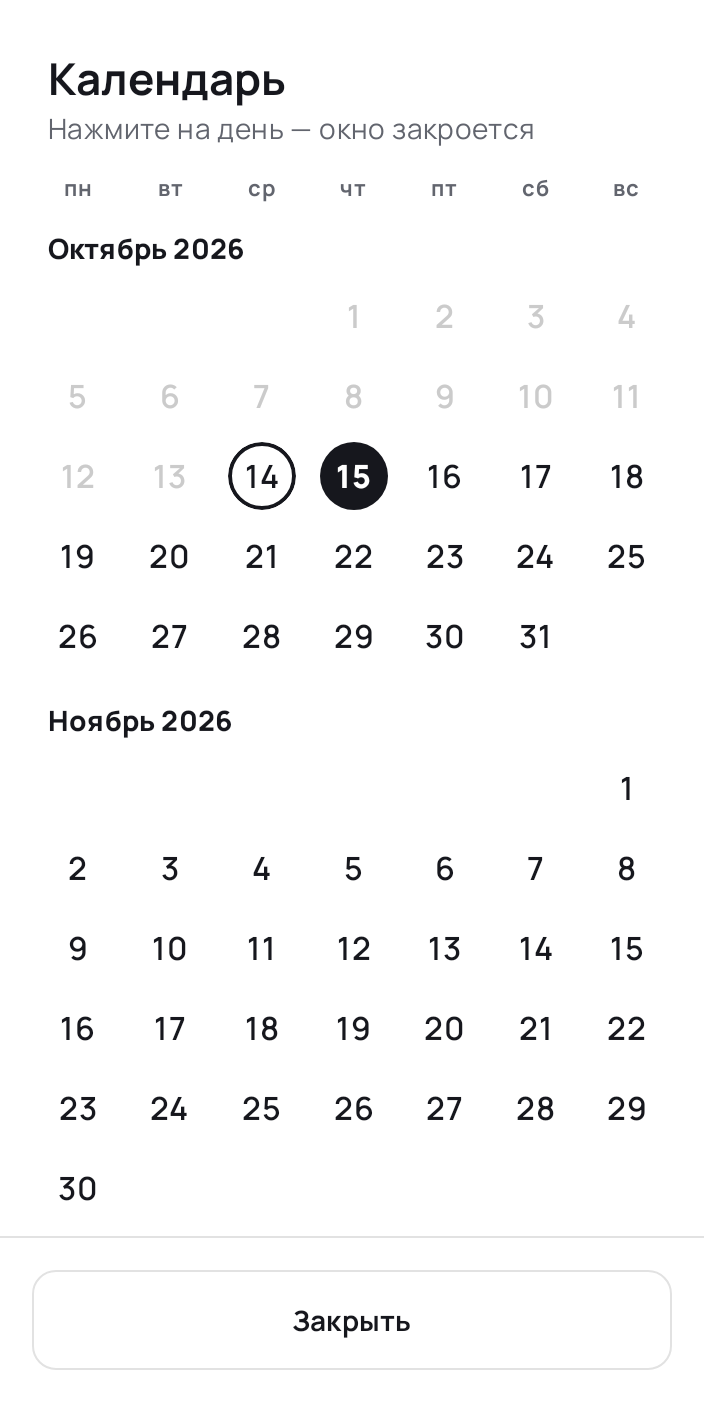 Календарь
Нажмите на день — окно закроется
пн вт ср чт пт сб вс
Октябрь 2026
1 2 3 4
5 6 7 8 9 10 11
12 13 14 15 16 17 18
19 20 21 22 23 24 25
26 27 28 29 30 31
Ноябрь 2026
1
2 3 4 5 6 7 8
9 10 11 12 13 14 15
16 17 18 19 20 21 22
23 24 25 26 27 28 29
30
Закрыть